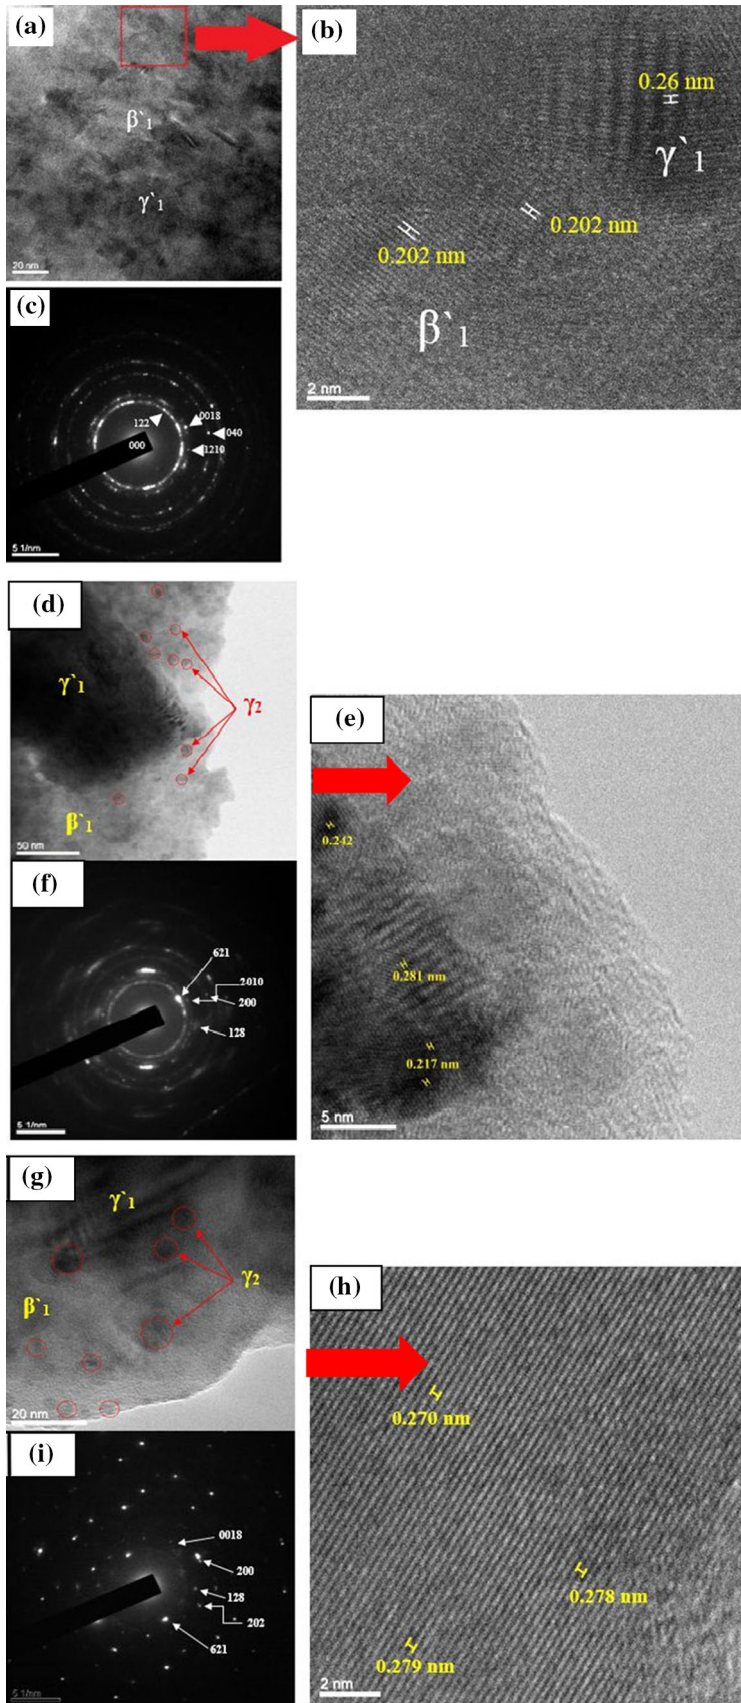 (a)
β`1
γ`1
20 nm
(b)
0.26 nm
γ`1
0.202 nm
0.202 nm
β`1
2 nm
(c)
0018
122
040
000
1210
5 1/nm
(d)
γ`1
γ2
β`1
50 nm
(e)
0.242
0.281 nm
0.217 nm
5 nm
(f)
621
2010
200
128
5 1/nm
(g)
γ`1
γ2
β`1
20 nm
(h)
0.270 nm
0.278 nm
0.279 nm
2 nm
(i)
0018
200
128
202
621
5 1/nm